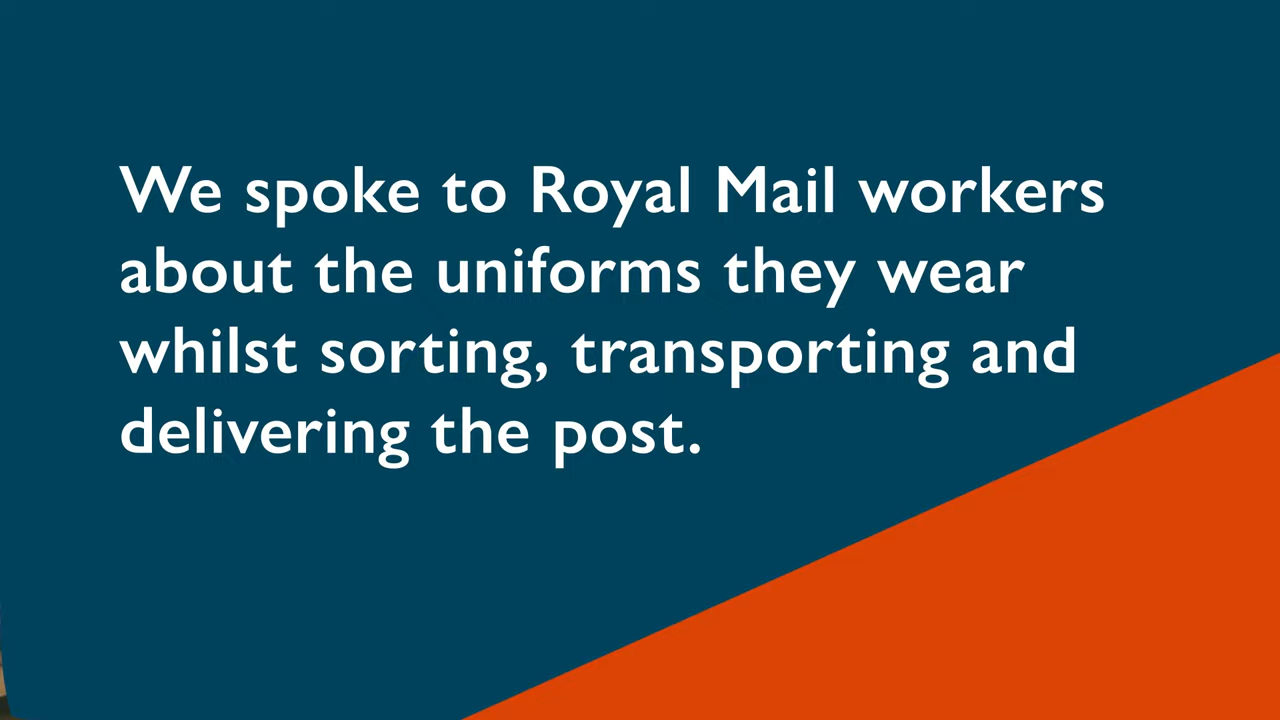 We spoke to Royal Mail workers
about the uniforms they wear
whilst sorting, transporting and
delivering the post.